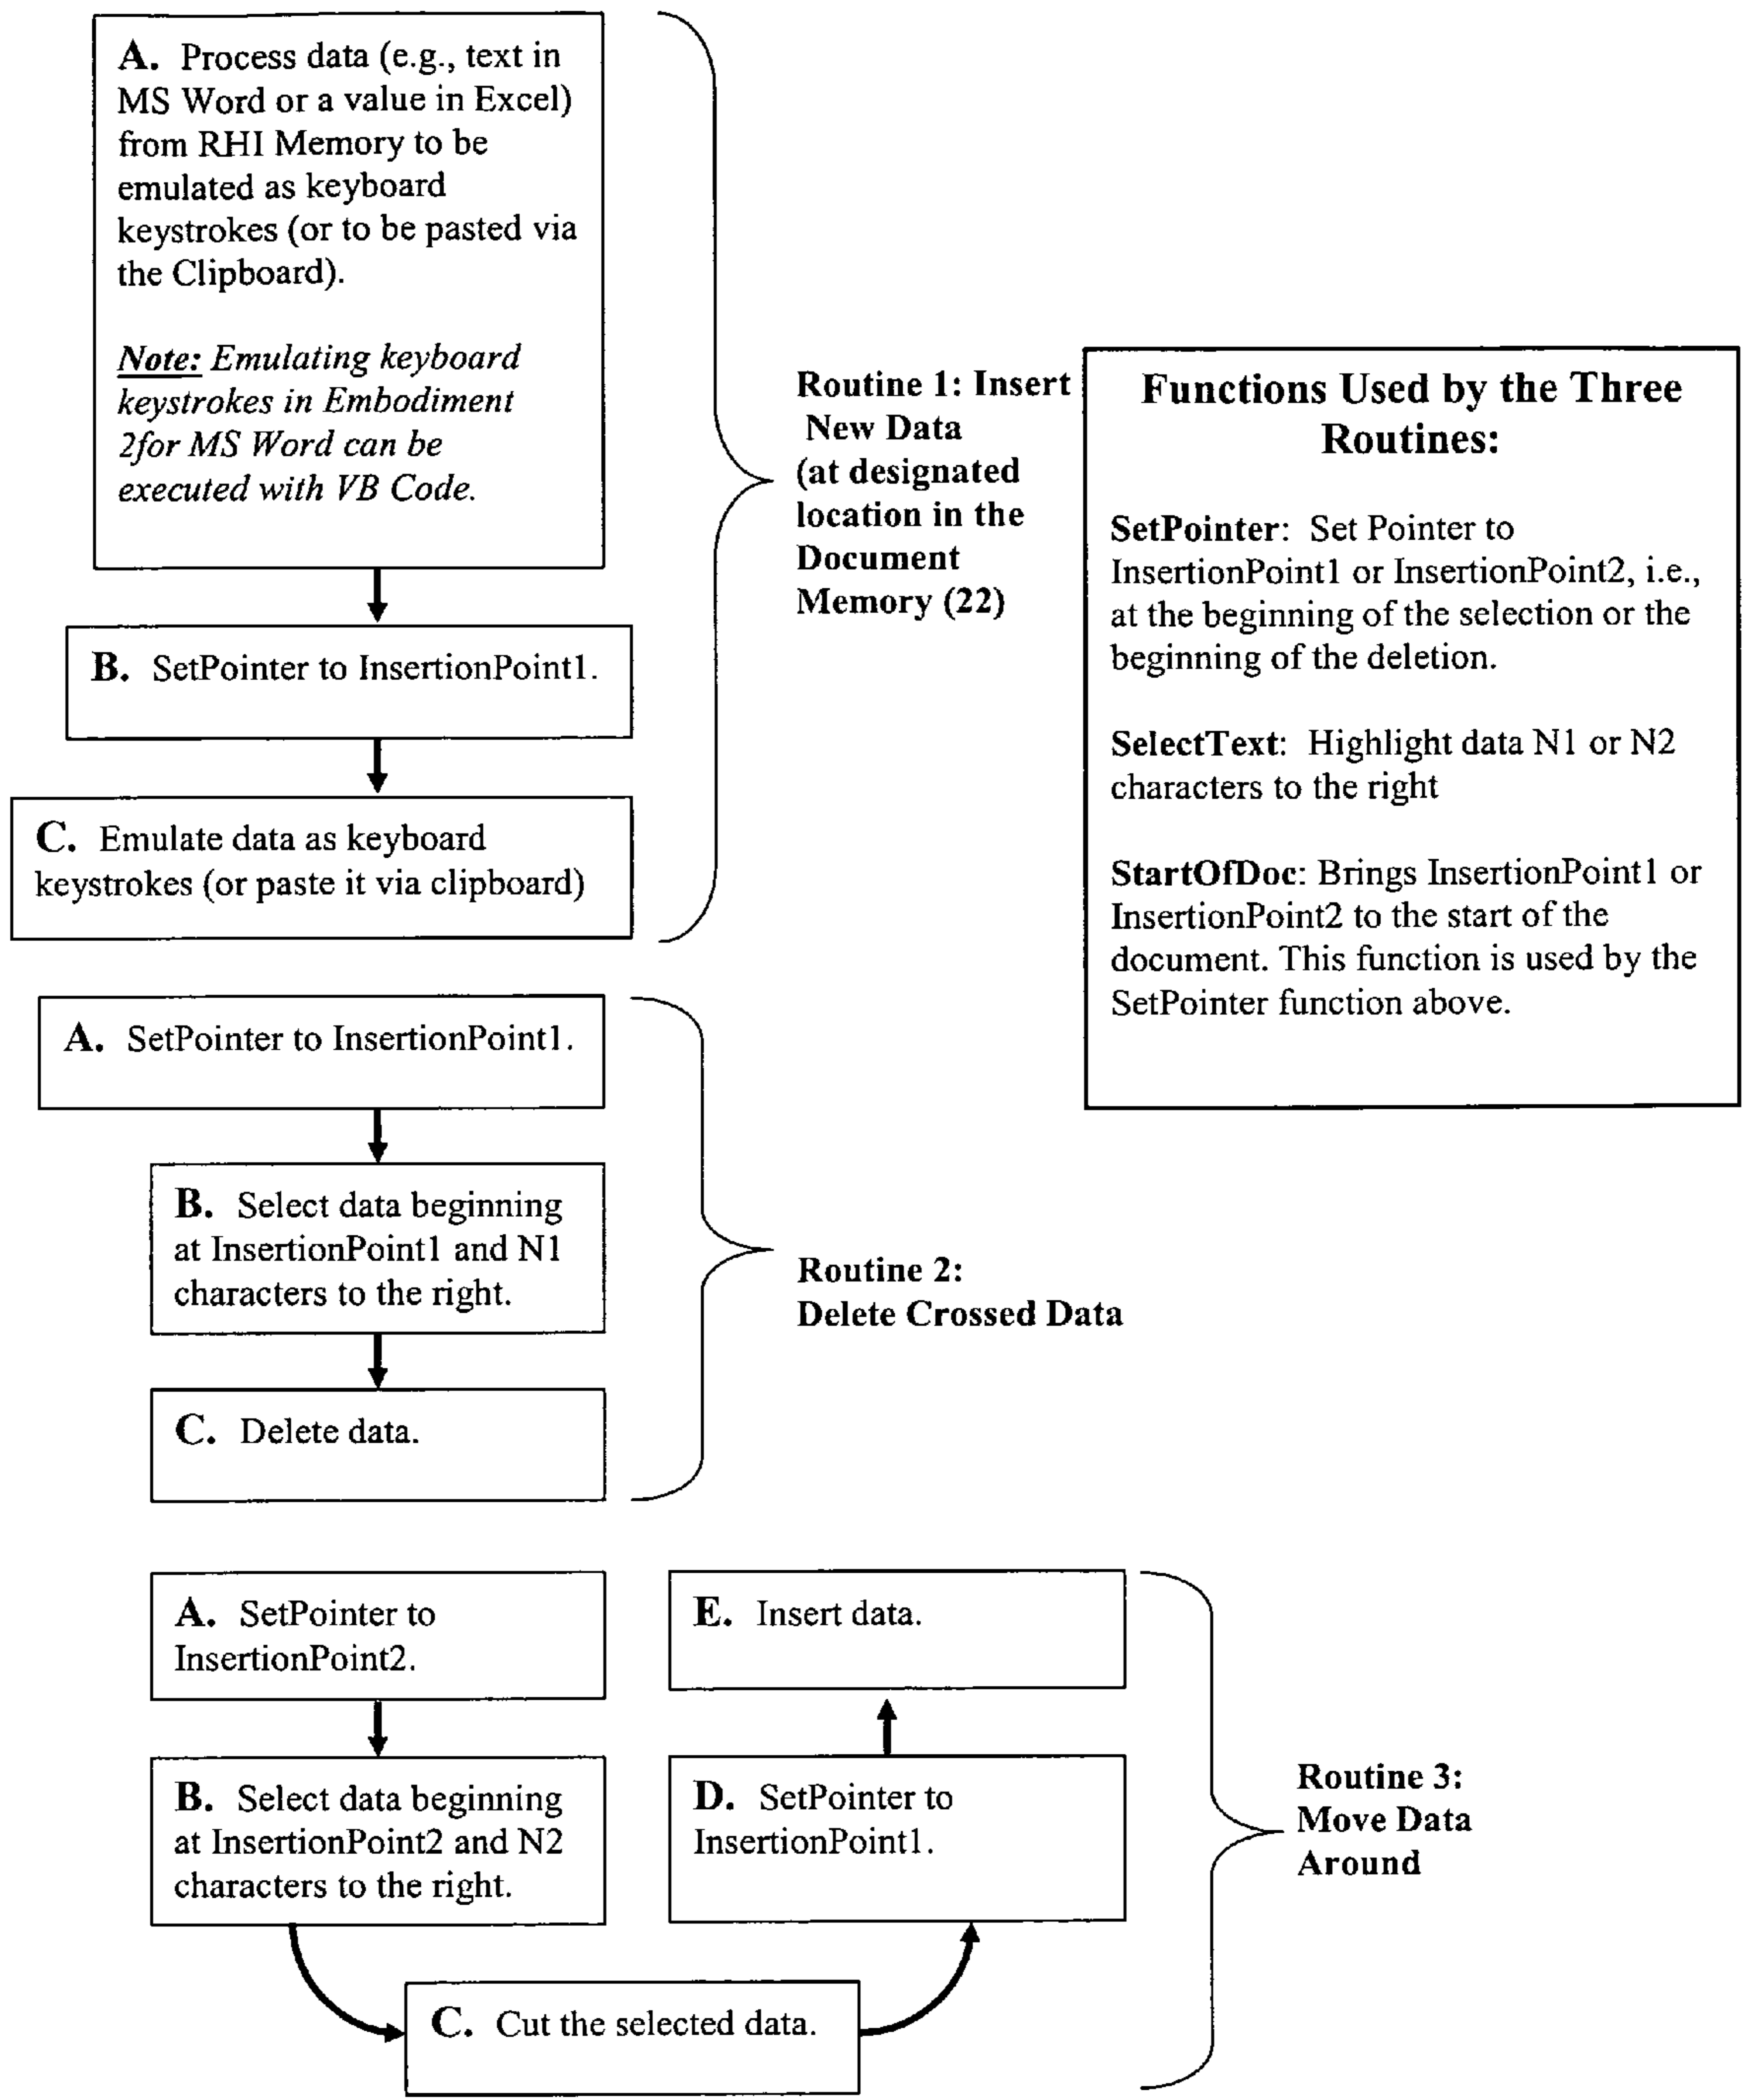 A. Process data (e.g., text in
MS Word or a value in Excel)
from RHI Memory to be
emulated as keyboard
keystrokes (or to be pasted via
the Clipboard).
Note: Emulating keyboard
keystrokes in Embodiment
2for MS Word can be
executed with VB Code.
B. SetPointer to InsertionPoint1.
C. Emulate data as keyboard
keystrokes (or paste it via clipboard)
Routine 1: Insert
New Data
(at designated
location in the
Document
Memory (22)
Functions Used by the Three
Routines:
SetPointer: Set Pointer to
InsertionPoint1 or InsertionPoint2, i.e.,
at the beginning of the selection or the
beginning of the deletion.
SelectText: Highlight data N1 or N2
characters to the right
StartOfDoc: Brings InsertionPoint1 or
InsertionPoint2 to the start of the
document. This function is used by the
SetPointer function above.
A. SetPointer to InsertionPoint1.
B. Select data beginning
at InsertionPoint1 and N1
characters to the right.
C. Delete data.
Routine 2:
Delete Crossed Data
A. SetPointer to
InsertionPoint2.
B. Select data beginning
at InsertionPoint2 and N2
characters to the right.
C. Cut the selected data.
D. SetPointer to
InsertionPoint1.
E. Insert data.
Routine 3:
Move Data
Around